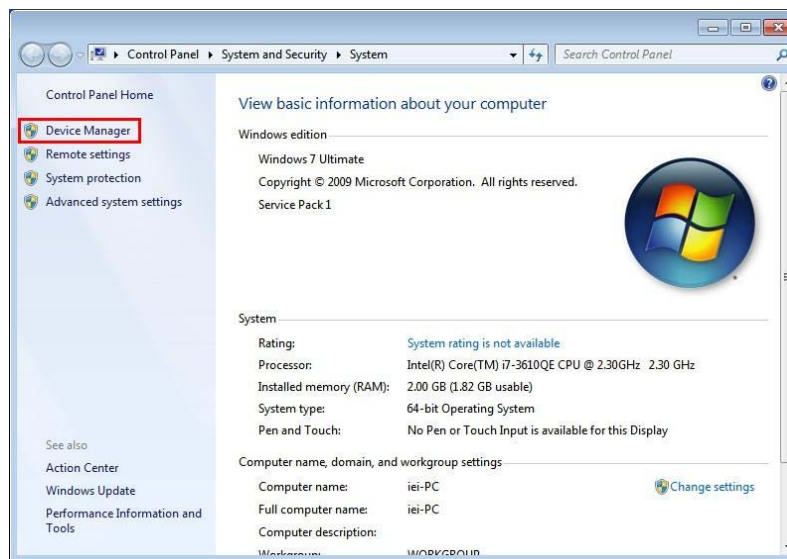 Control Panel ▸ System and Security ▸ System
Search Control Panel
Control Panel Home
Device Manager
Remote settings
System protection
Advanced system settings
See also
Action Center
Windows Update
Performance Information and
Tools
View basic information about your computer
Windows edition
Windows 7 Ultimate
Copyright © 2009 Microsoft Corporation. All rights reserved.
Service Pack 1
System
Rating: System rating is not available
Processor: Intel(R) Core(TM) i7-3610QE CPU @ 2.30GHz 2.30 GHz
Installed memory (RAM): 2.00 GB (1.82 GB usable)
System type: 64-bit Operating System
Pen and Touch: No Pen or Touch Input is available for this Display
Computer name, domain, and workgroup settings
Computer name: iei-PC
Change settings
Full computer name: iei-PC
Computer description:
Workgroup: WORKGROUP